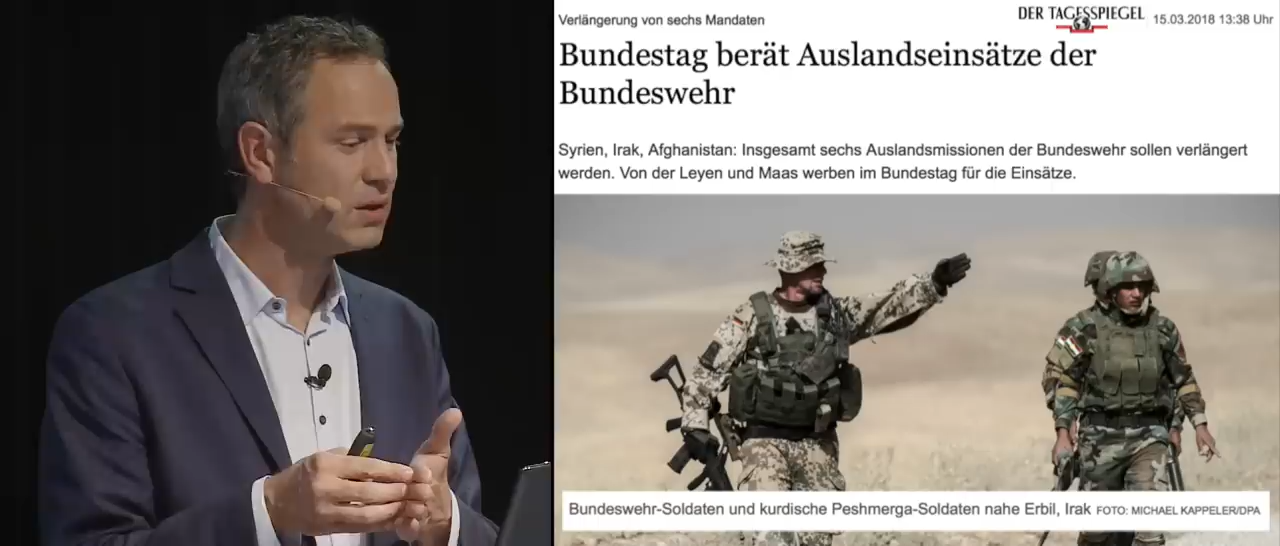 Verlängerung von sechs Mandaten
DER TAGESSPIEGEL 15.03.2018 13:38 Uhr
Bundestag berät Auslandseinsätze der
Bundeswehr
Syrien, Irak, Afghanistan: Insgesamt sechs Auslandsmissionen der Bundeswehr sollen verlängert
werden. Von der Leyen und Maas werben im Bundestag für die Einsätze.
Bundeswehr-Soldaten und kurdische Peshmerga-Soldaten nahe Erbil, Irak FOTO: MICHAEL KAPPELER/DPA